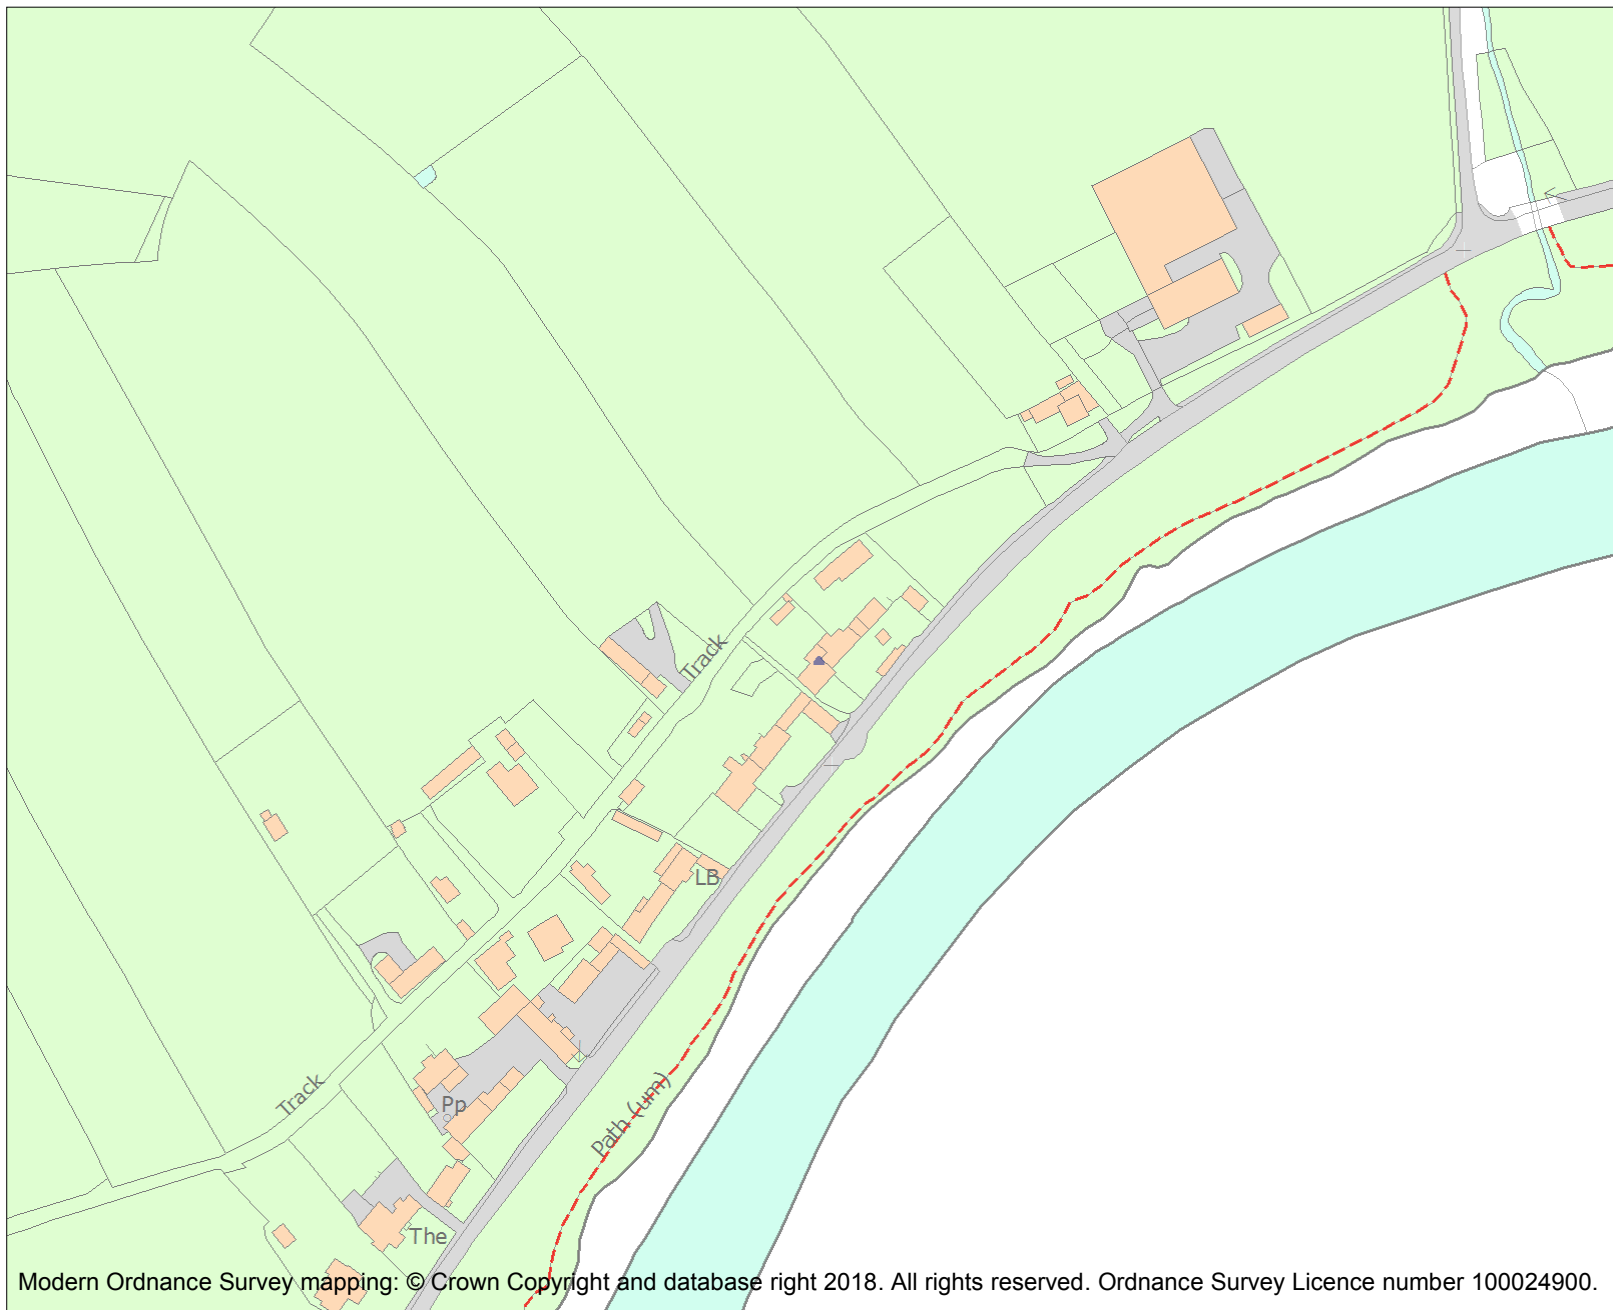 Track
LB
Track
Path (um)
Pp
The
Modern Ordnance Survey mapping: © Crown Copyright and database right 2018. All rights reserved. Ordnance Survey Licence number 100024900.